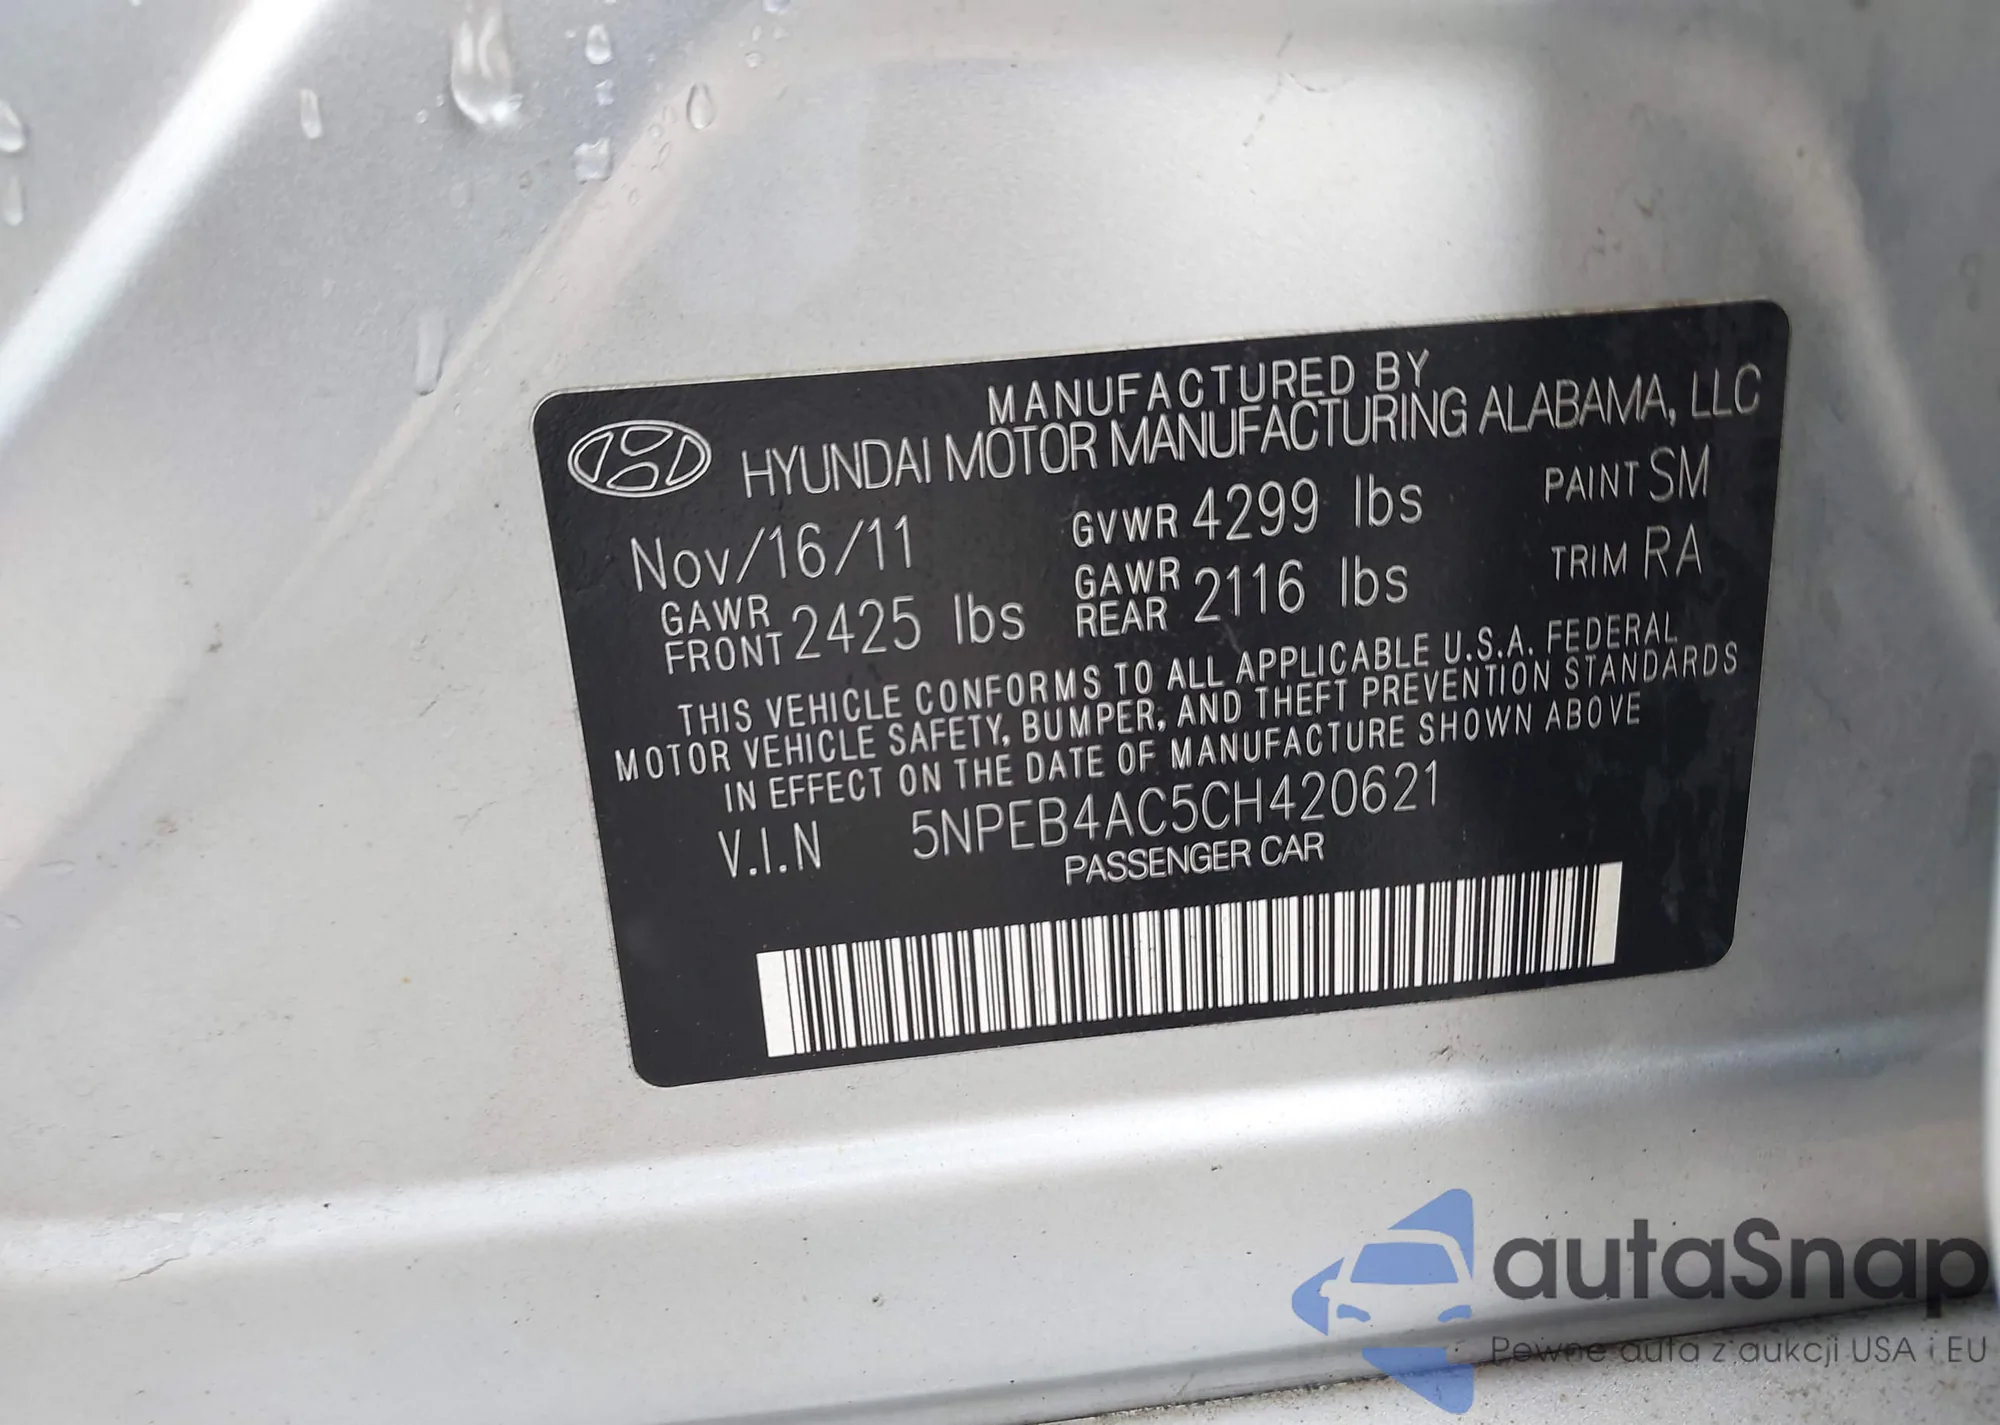 MANUFACTURED BY
HYUNDAI MOTOR MANUFACTURING ALABAMA, LLC
Nov/16/11 GVWR 4299 lbs PAINT SM
GAWR FRONT 2425 lbs GAWR REAR 2116 lbs TRIM RA
THIS VEHICLE CONFORMS TO ALL APPLICABLE U.S.A. FEDERAL
MOTOR VEHICLE SAFETY, BUMPER, AND THEFT PREVENTION STANDARDS
IN EFFECT ON THE DATE OF MANUFACTURE SHOWN ABOVE
V.I.N 5NPEB4AC5CH420621
PASSENGER CAR
autaSnap
Pewne auta z aukcji USA i EU